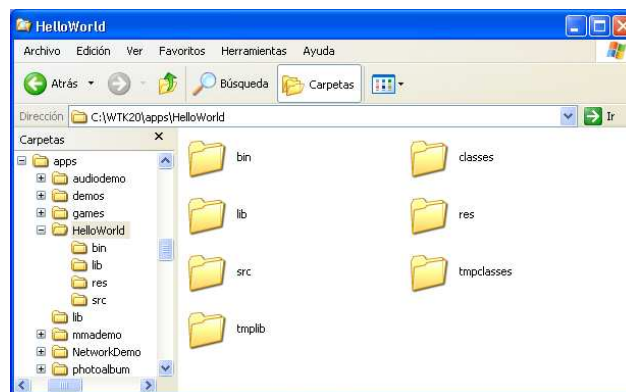 HelloWorld
Archivo Edición Ver Favoritos Herramientas Ayuda
Atrás Búsqueda Carpetas
Dirección C:\WTK20\apps\HelloWorld Ir
Carpetas x
apps
audiodemo
demos
games
HelloWorld
bin
lib
res
src
lib
mmademo
NetworkDemo
photoalbum
bin classes
lib res
src tmpclasses
tmplib